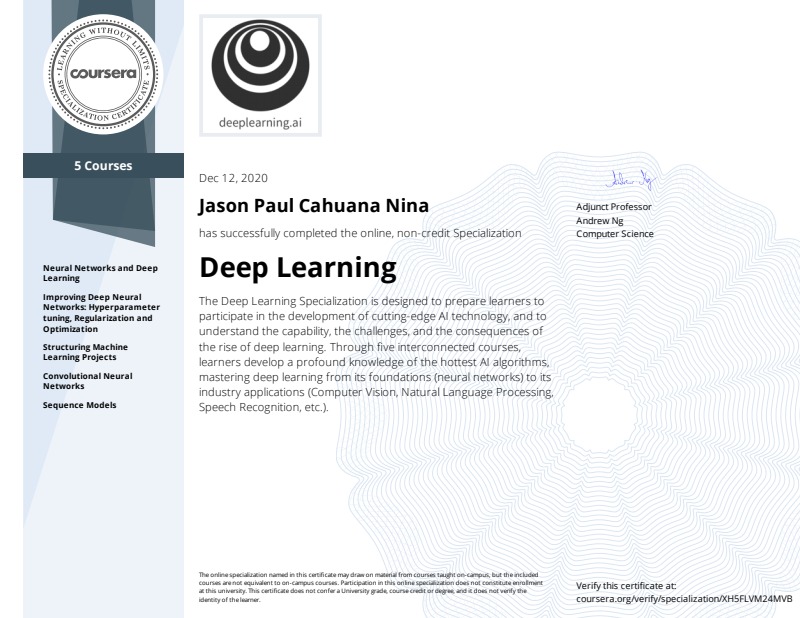 LEARNING WITHOUT LIMITS
coursera
SPECIALIZATION CERTIFICATE
5 Courses
Neural Networks and Deep
Learning
Improving Deep Neural
Networks: Hyperparameter
tuning, Regularization and
Optimization
Structuring Machine
Learning Projects
Convolutional Neural
Networks
Sequence Models
deeplearning.ai
Dec 12, 2020
Jason Paul Cahuana Nina
has successfully completed the online, non-credit Specialization
Deep Learning
The Deep Learning Specialization is designed to prepare learners to
participate in the development of cutting-edge AI technology, and to
understand the capability, the challenges, and the consequences of
the rise of deep learning. Through five interconnected courses,
learners develop a profound knowledge of the hottest AI algorithms,
mastering deep learning from its foundations (neural networks) to its
industry applications (Computer Vision, Natural Language Processing,
Speech Recognition, etc.).
Andrew Ng
Adjunct Professor
Andrew Ng
Computer Science
The online specialization named in this certificate may draw on material from courses taught on-campus, but the included
courses are not equivalent to on-campus courses. Participation in this online specialization does not constitute enrollment
at this university. This certificate does not confer a University grade, course credit or degree, and it does not verify the
identity of the learner.
Verify this certificate at:
coursera.org/verify/specialization/XH5FLVM24MVB